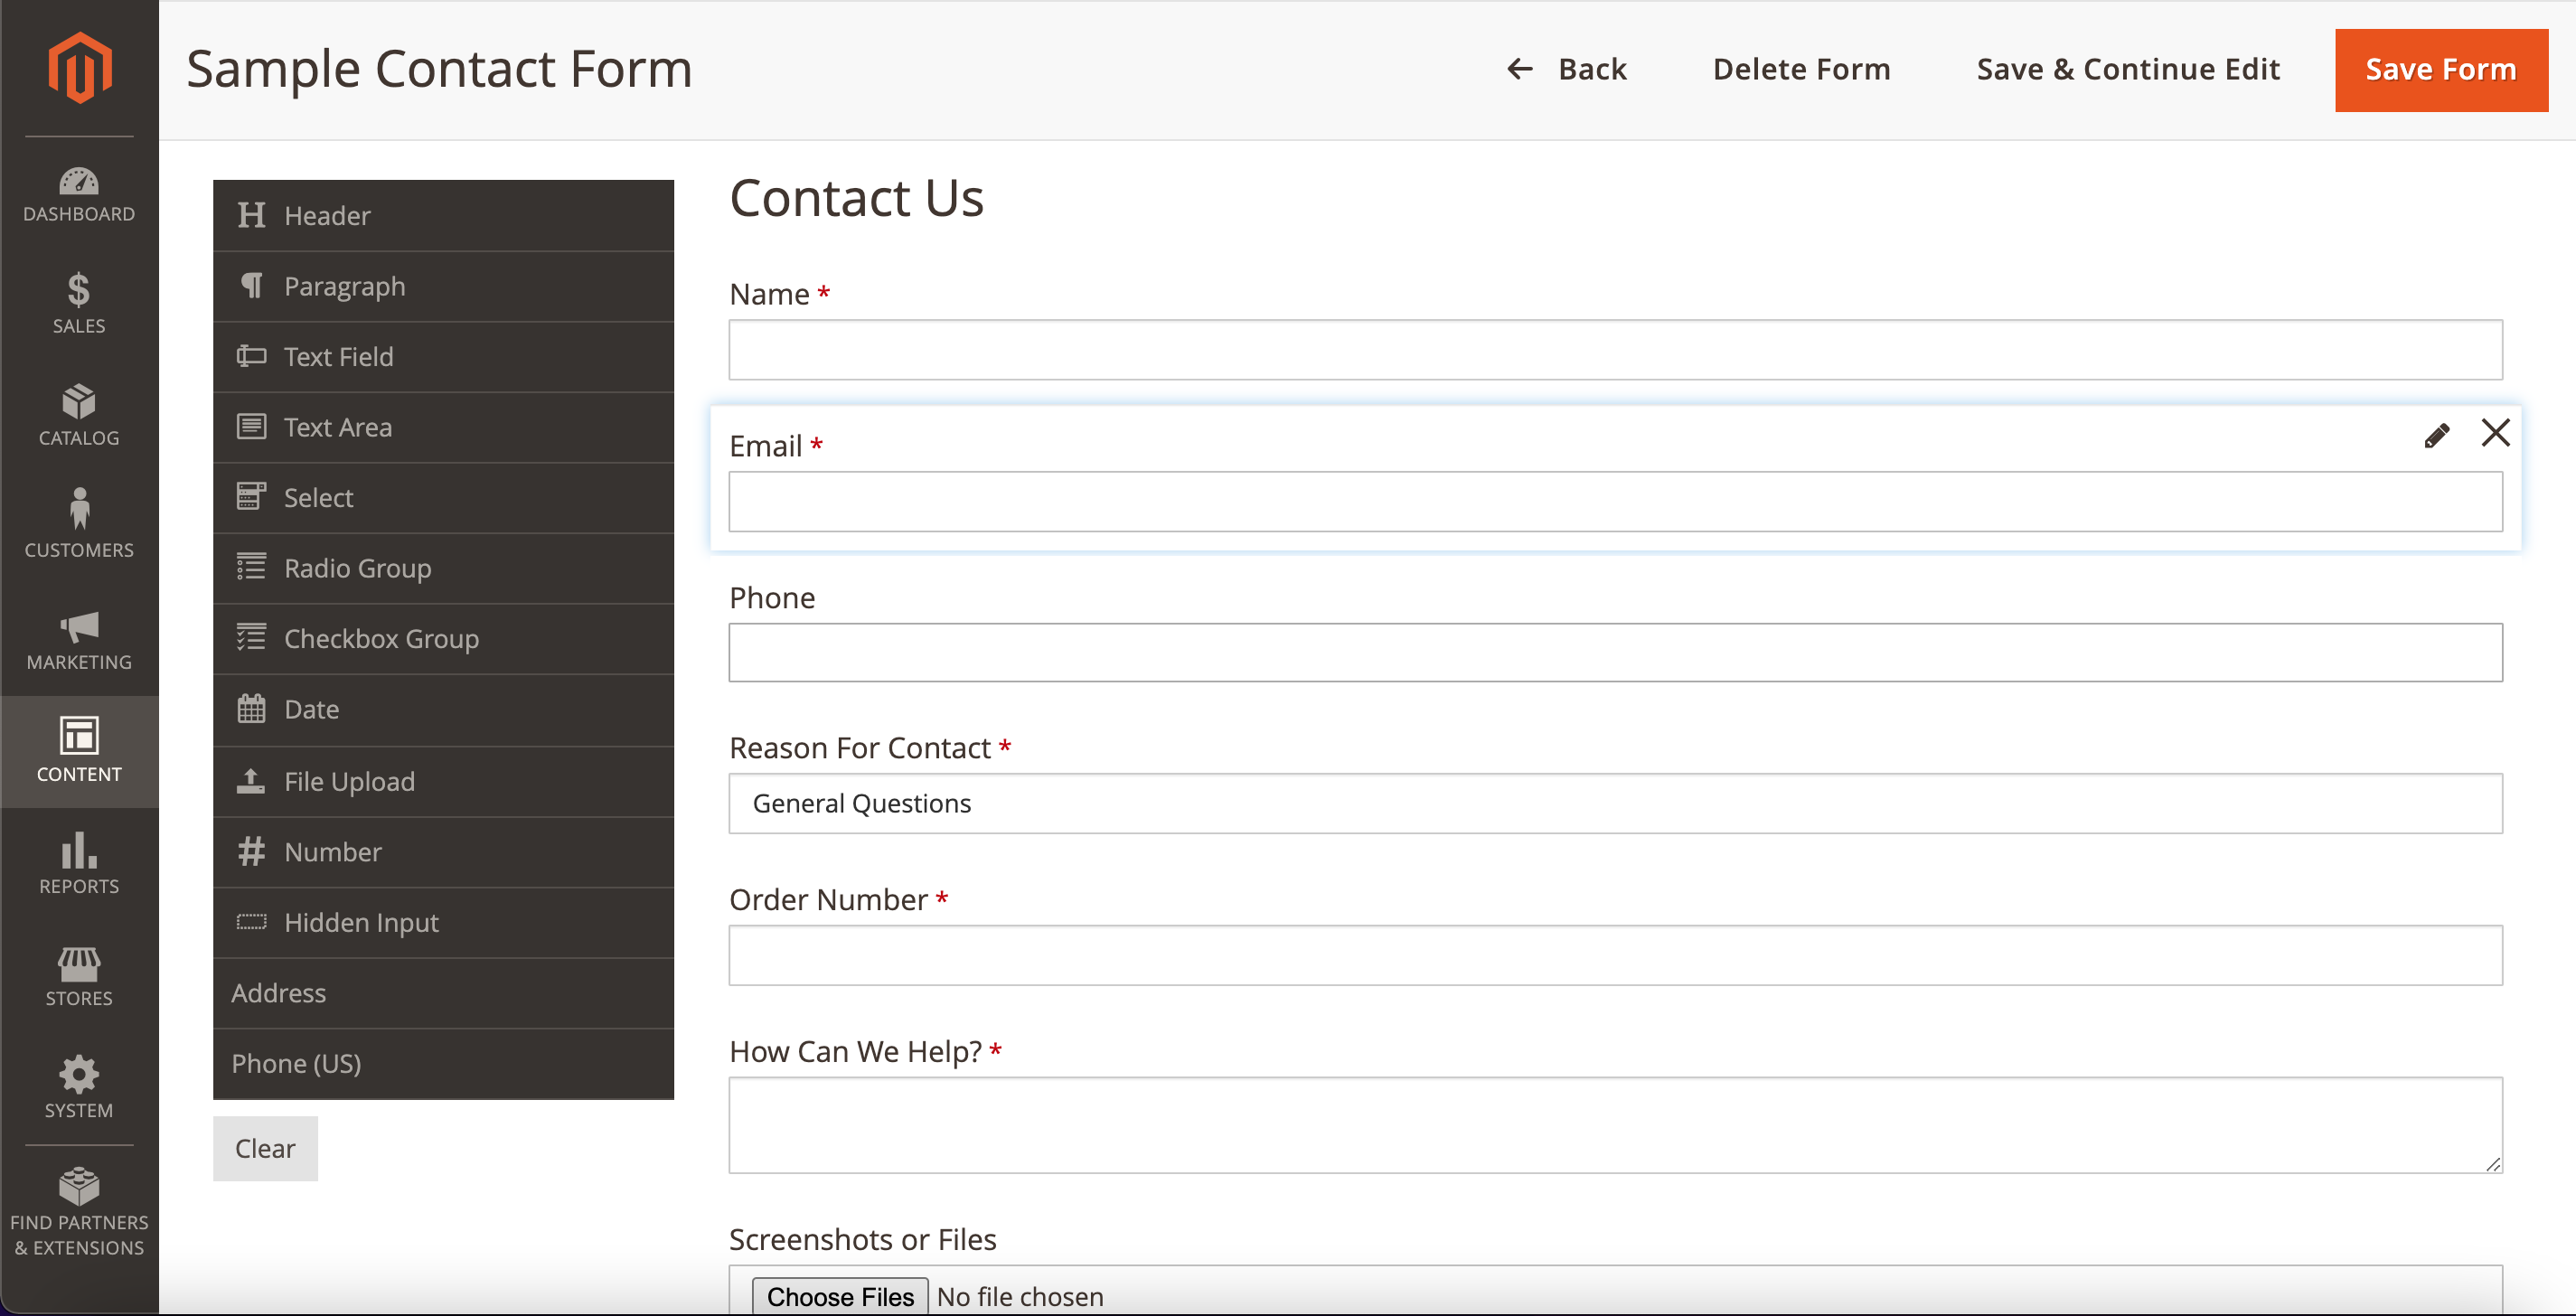 Sample Contact Form
Back
Delete Form
Save & Continue Edit
Save Form
DASHBOARD
$
SALES
CATALOG
CUSTOMERS
MARKETING
CONTENT
REPORTS
STORES
SYSTEM
FIND PARTNERS
& EXTENSIONS
H Header
¶ Paragraph
Text Field
Text Area
Select
Radio Group
Checkbox Group
Date
File Upload
# Number
Hidden Input
Address
Phone (US)
Clear
Contact Us
Name *
Email *
Phone
Reason For Contact *
General Questions
Order Number *
How Can We Help? *
Screenshots or Files
Choose Files No file chosen